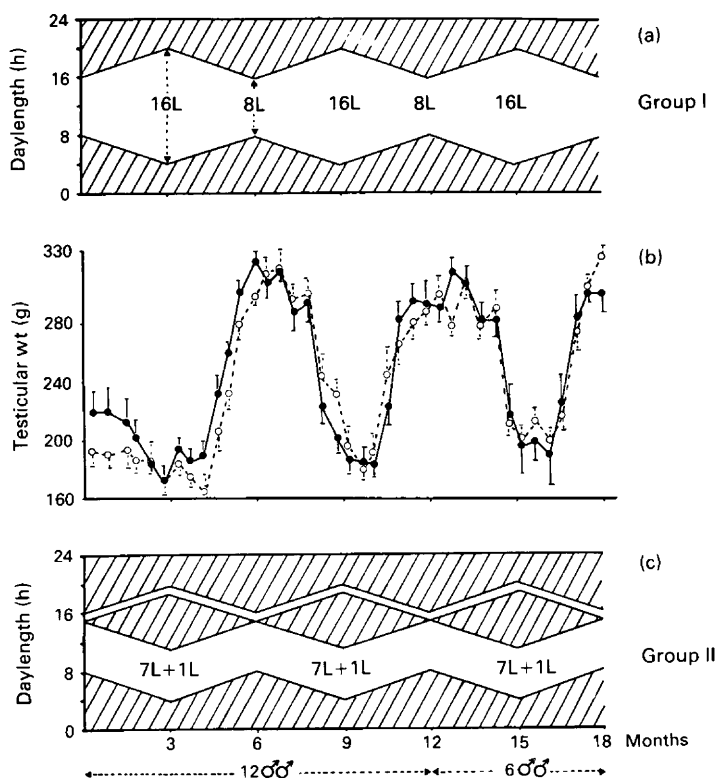 24
(a)
Daylength (h)
16
16L 8L 16L 8L 16L
Group I
8
0
330
(b)
Testicular wt (g)
280
240
200
160
24
(c)
Daylength (h)
16
7L+1L 7L+1L 7L+1L
Group II
8
0
3 6 9 12 15 18 Months
12♂♂ 6♂♂